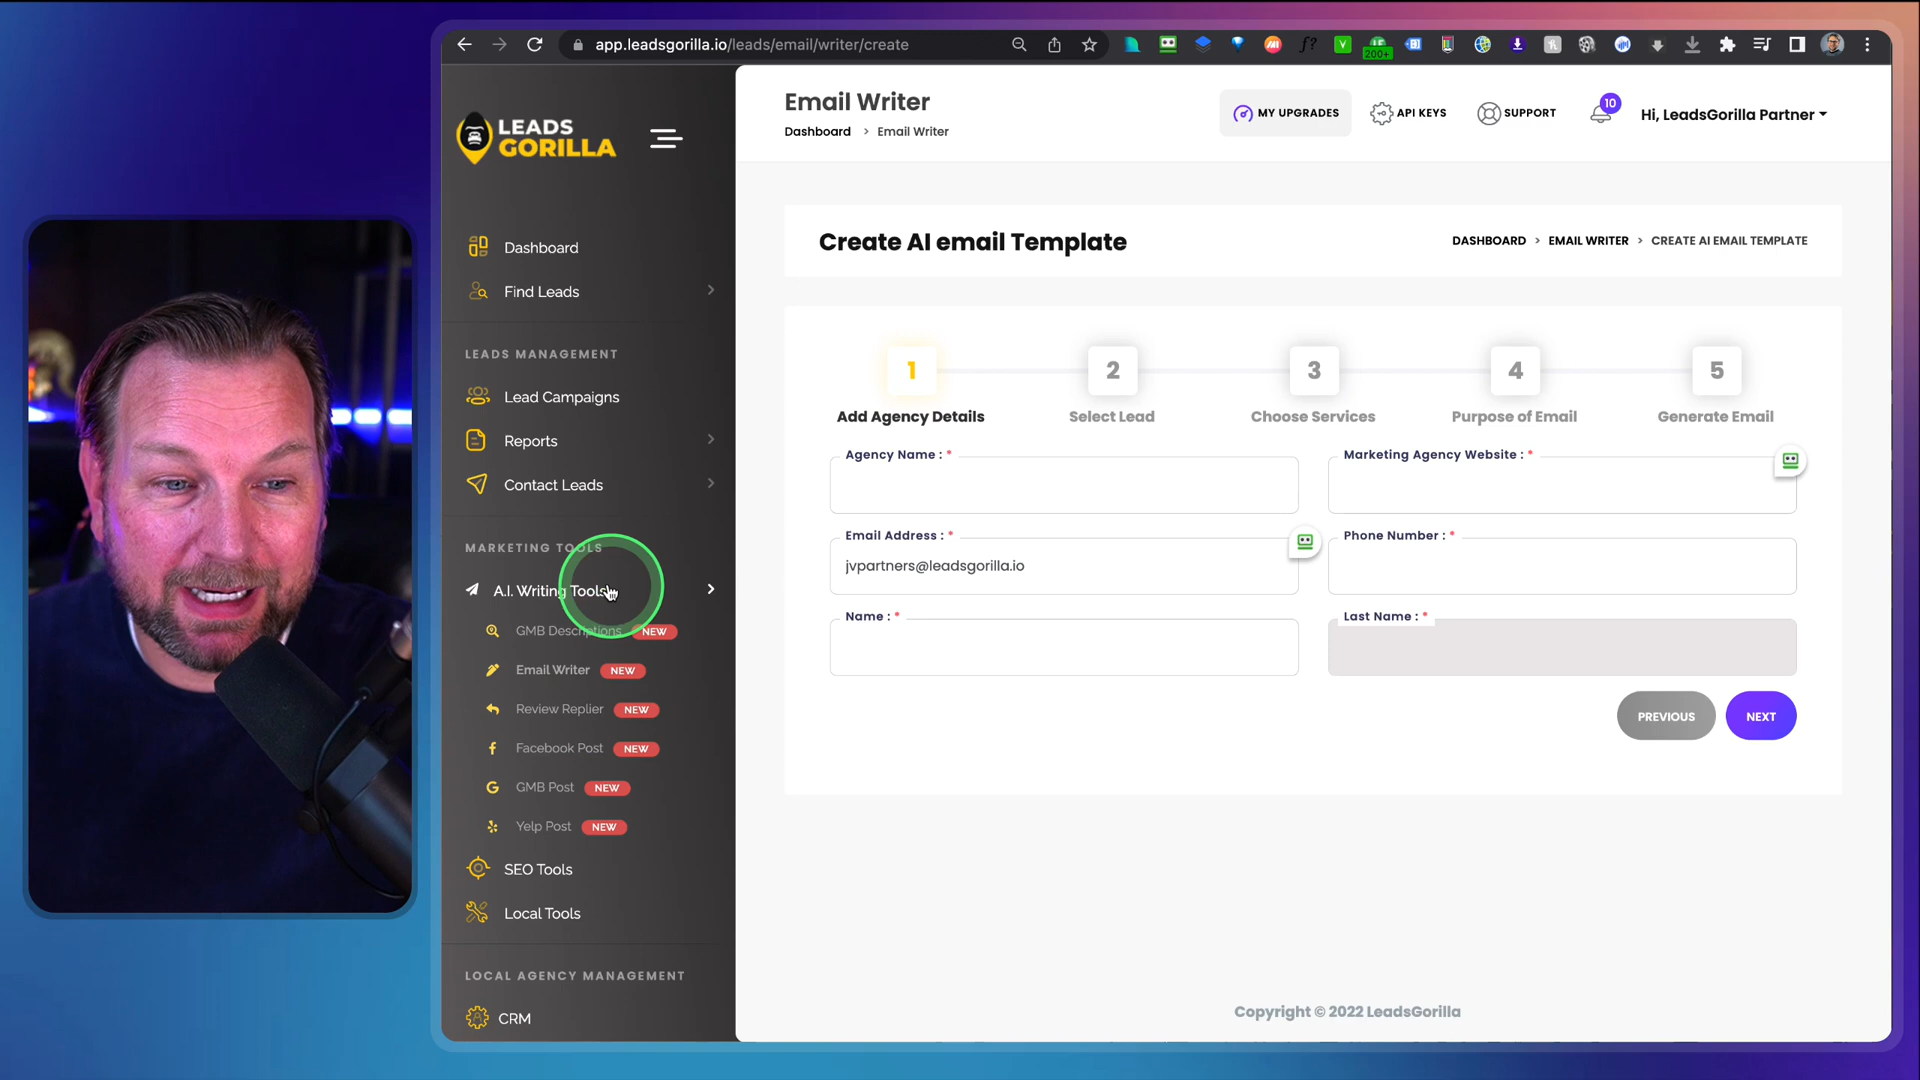 app.leadsgorilla.io/leads/email/writer/create
200+
LEADS
GORILLA
Dashboard
Find Leads
LEADS MANAGEMENT
Lead Campaigns
Reports
Contact Leads
MARKETING TOOLS
A.I. Writing Tools
GMB Descriptions NEW
Email Writer NEW
Review Replier NEW
Facebook Post NEW
GMB Post NEW
Yelp Post NEW
SEO Tools
Local Tools
LOCAL AGENCY MANAGEMENT
CRM
Email Writer
Dashboard > Email Writer
MY UPGRADES
API KEYS
SUPPORT
10
Hi, LeadsGorilla Partner
Create AI email Template
DASHBOARD > EMAIL WRITER > CREATE AI EMAIL TEMPLATE
1 2 3 4 5
Add Agency Details Select Lead Choose Services Purpose of Email Generate Email
Agency Name : * Marketing Agency Website : *
Email Address : * Phone Number : *
jvpartners@leadsgorilla.io
Name : * Last Name : *
PREVIOUS NEXT
Copyright © 2022 LeadsGorilla